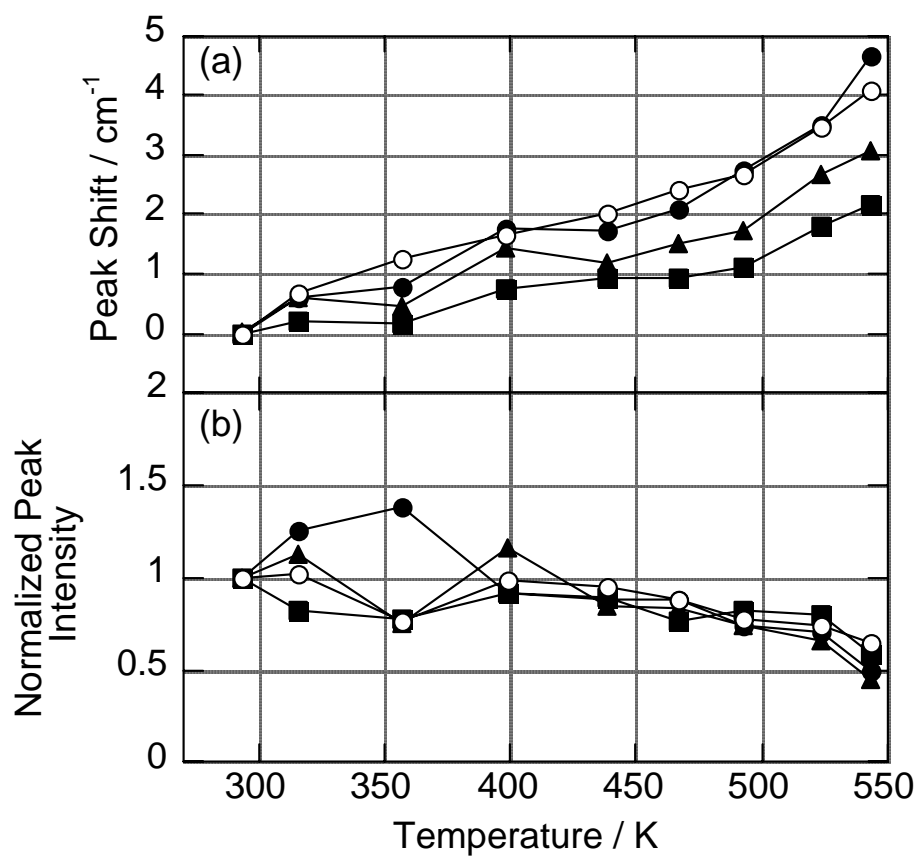 5
(a)
4
3
2
1
0
Peak Shift / cm⁻¹
2
(b)
1.5
1
0.5
0
Normalized Peak
Intensity
300 350 400 450 500 550
Temperature / K